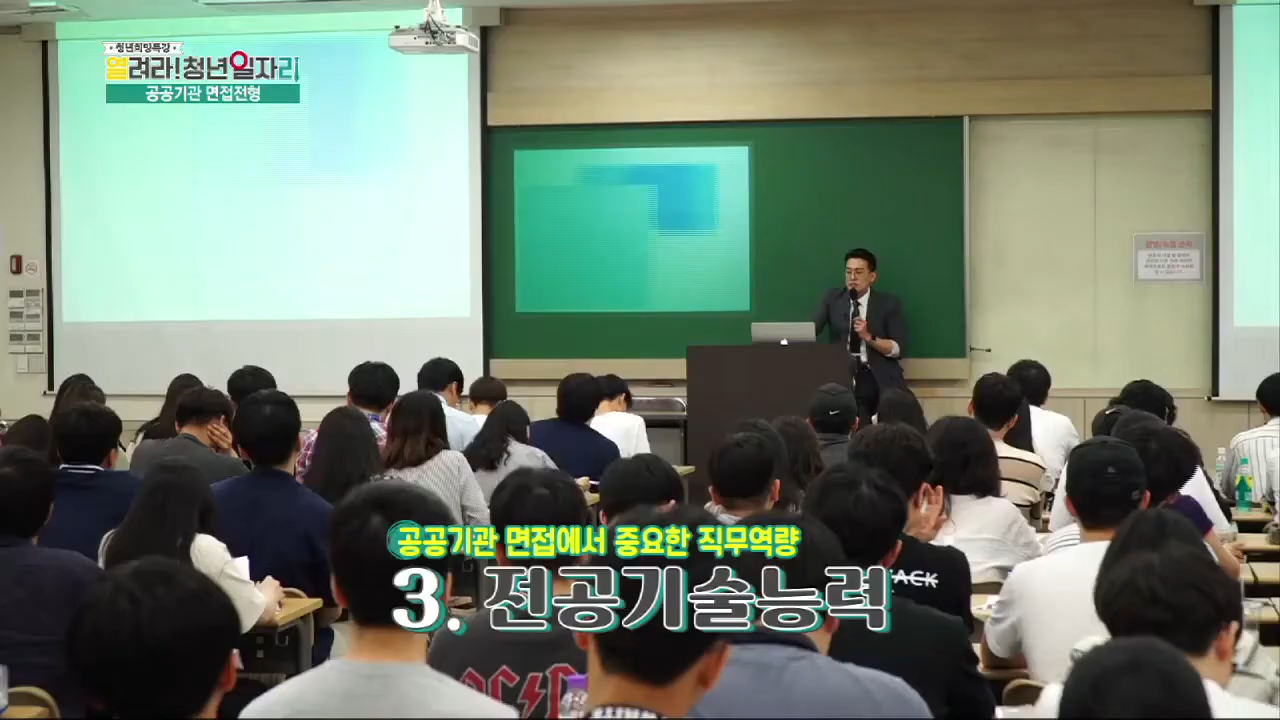 청년희망특강
열려라! 청년일자리
공공기관 면접전형
공공기관 면접에서 중요한 직무역량
3. 전공기술능력
ACK
AC⚡